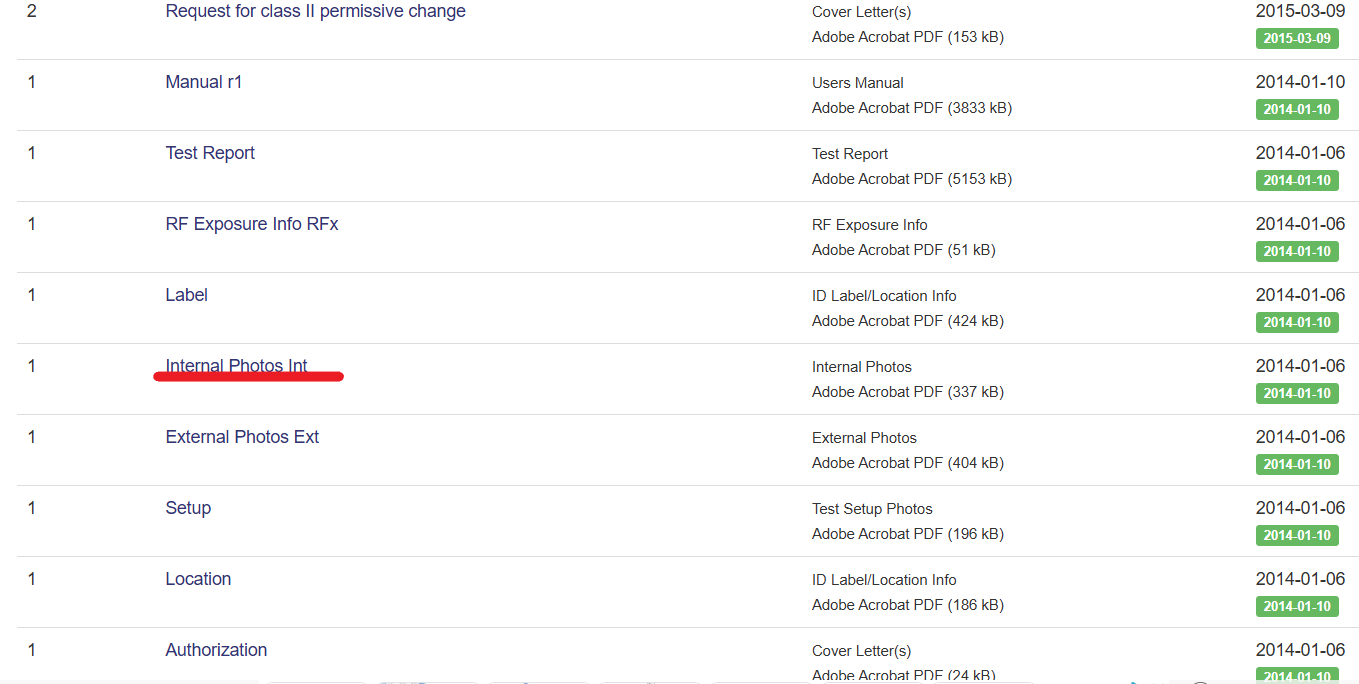 2 Request for class II permissive change Cover Letter(s) 2015-03-09
Adobe Acrobat PDF (153 kB) 2015-03-09
1 Manual r1 Users Manual 2014-01-10
Adobe Acrobat PDF (3833 kB) 2014-01-10
1 Test Report Test Report 2014-01-06
Adobe Acrobat PDF (5153 kB) 2014-01-10
1 RF Exposure Info RFx RF Exposure Info 2014-01-06
Adobe Acrobat PDF (51 kB) 2014-01-10
1 Label ID Label/Location Info 2014-01-06
Adobe Acrobat PDF (424 kB) 2014-01-10
1 Internal Photos Int Internal Photos 2014-01-06
Adobe Acrobat PDF (337 kB) 2014-01-10
1 External Photos Ext External Photos 2014-01-06
Adobe Acrobat PDF (404 kB) 2014-01-10
1 Setup Test Setup Photos 2014-01-06
Adobe Acrobat PDF (196 kB) 2014-01-10
1 Location ID Label/Location Info 2014-01-06
Adobe Acrobat PDF (186 kB) 2014-01-10
1 Authorization Cover Letter(s) 2014-01-06
Adobe Acrobat PDF (24 kB) 2014-01-10